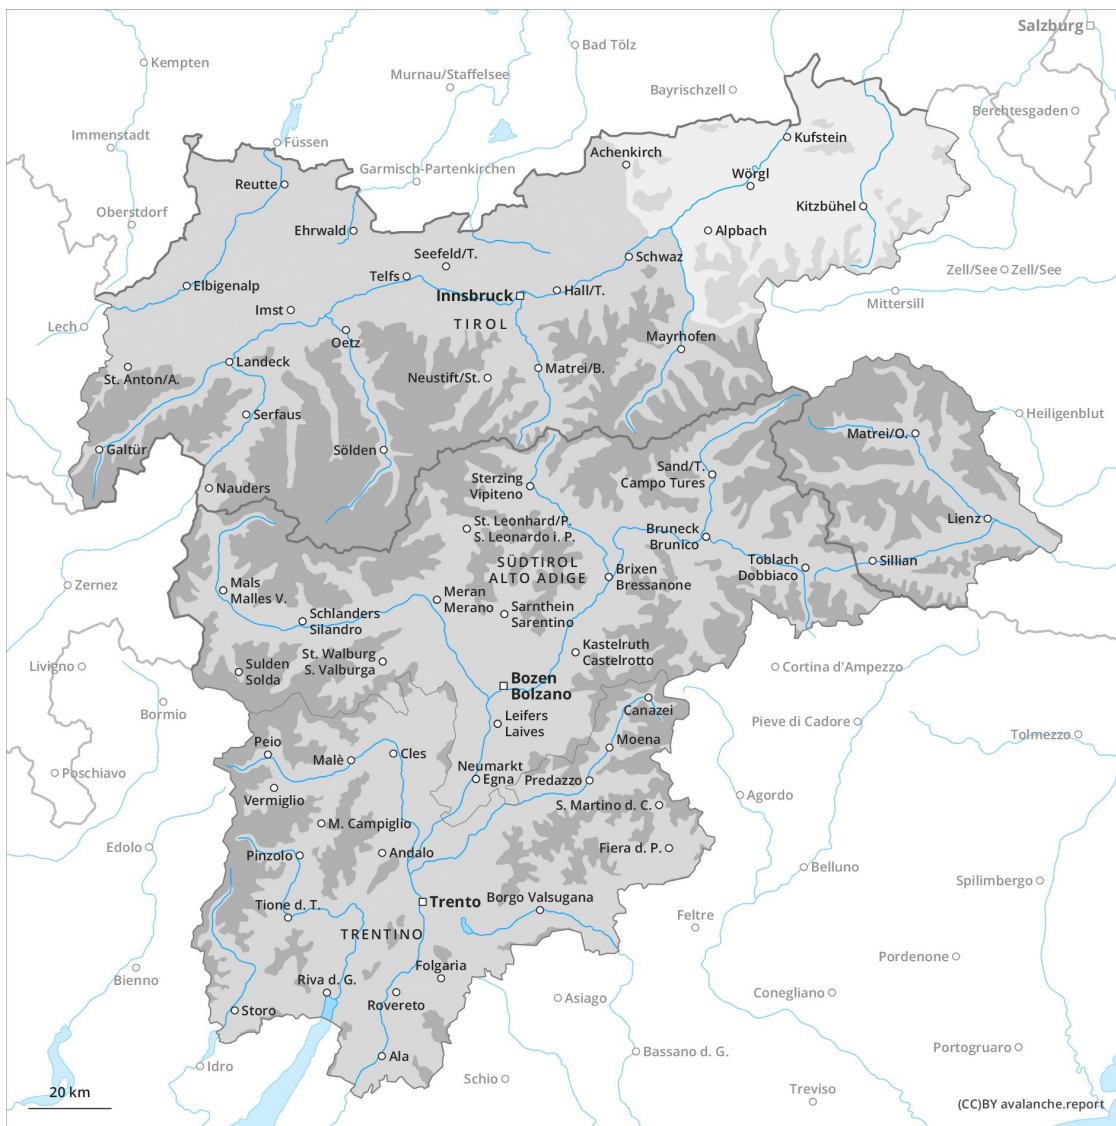 Salzburg
Bad Tölz
Kempten
Murnau/Staffelsee
Bayrischzell
Berchtesgaden
Immenstadt
Füssen
Kufstein
Achenkirch
Garmisch-Partenkirchen
Wörgl
Reutte
Kitzbühel
Oberstdorf
Ehrwald
Alpbach
Seefeld/T.
Schwaz
Telfs
Zell/See
Zell/See
Elbigenalp
Hall/T.
Innsbruck
Mittersill
Imst
TIROL
Lech
Oetz
Mayrhofen
Landeck
Matrei/B.
St. Anton/A.
Neustift/St.
Serfaus
Heiligenblut
Matrei/O.
Galtür
Sölden
Sand/T.
Campo Tures
Sterzing
Vipiteno
Nauders
Lienz
St. Leonhard/P.
S. Leonardo i. P.
Bruneck
Brunico
SÜDTIROL
ALTO ADIGE
Toblach
Dobbiaco
Sillian
Brixen
Bressanone
Zernez
Mals
Malles V.
Meran
Merano
Sarnthein
Sarentino
Schlanders
Silandro
Kastelruth
Castelrotto
St. Walburg
S. Valburga
Livigno
Sulden
Solda
Cortina d'Ampezzo
Bozen
Bolzano
Bormio
Canazei
Leifers
Laives
Pieve di Cadore
Tolmezzo
Peio
Cles
Moena
Malè
Poschiavo
Neumarkt
Egna
Predazzo
Vermiglio
Agordo
S. Martino d. C.
M. Campiglio
Edolo
Pinzolo
Andalo
Fiera d. P.
Belluno
Spilimbergo
Trento
Borgo Valsugana
Tione d. T.
Feltre
TRENTINO
Pordenone
Bienno
Folgaria
Riva d. G.
Rovereto
Asiago
Conegliano
Storo
Ala
Bassano d. G.
Portogruaro
Idro
Schio
Treviso
20 km
(CC)BY avalanche.report